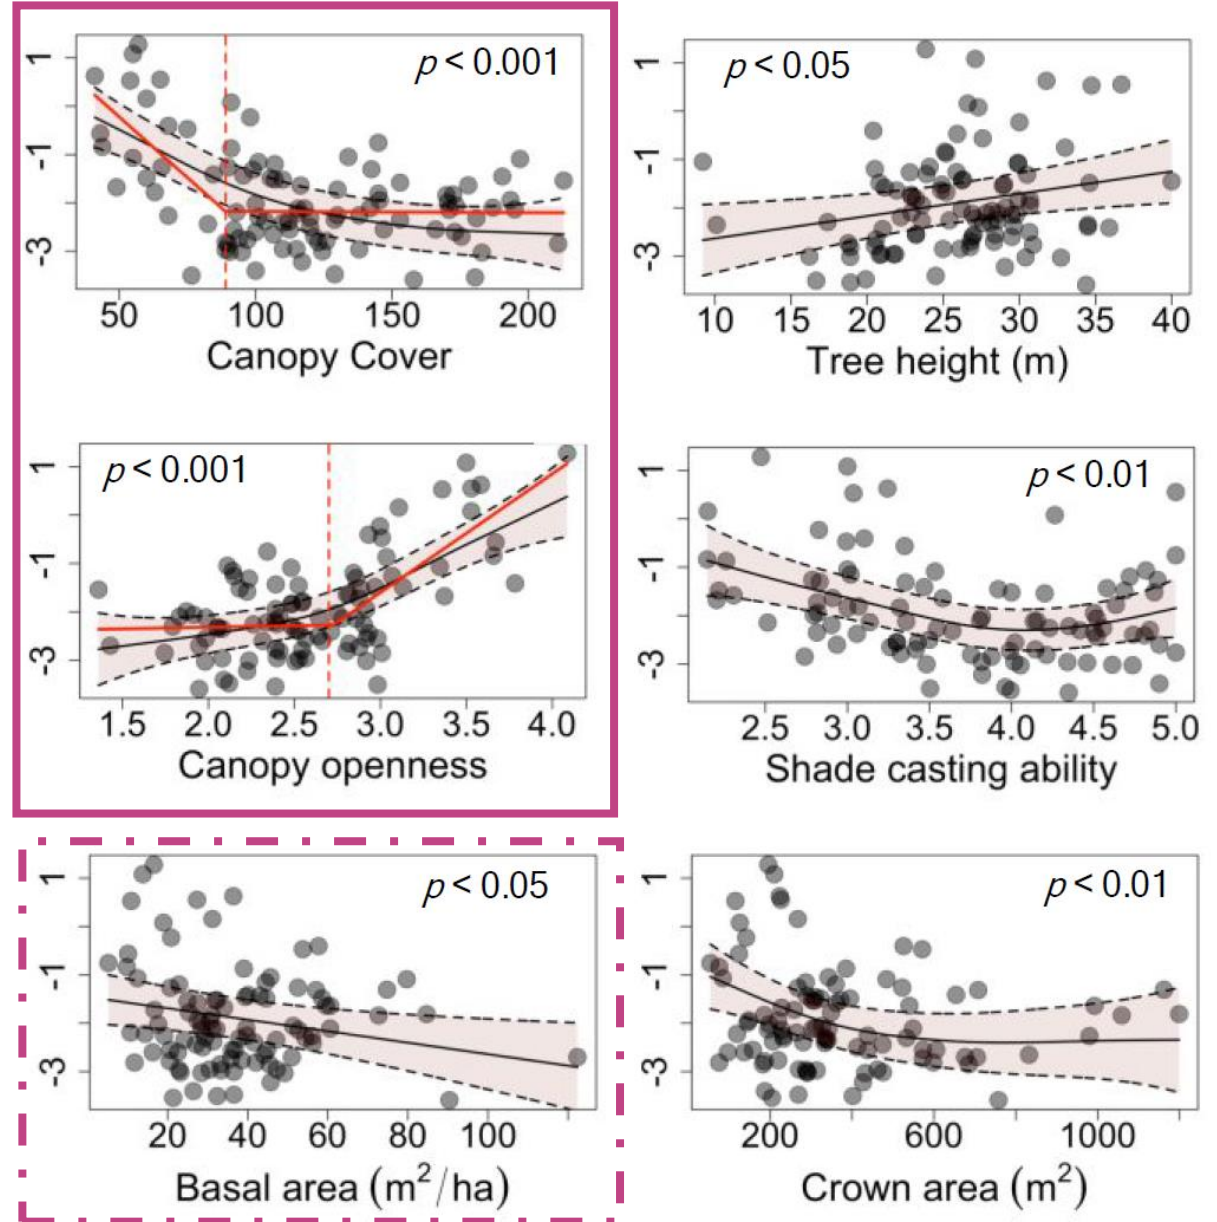 p < 0.001
1
-1
-3
50 100 150 200
Canopy Cover
p < 0.05
1
-1
-3
10 15 20 25 30 35 40
Tree height (m)
p < 0.001
1
-1
-3
1.5 2.0 2.5 3.0 3.5 4.0
Canopy openness
p < 0.01
1
-1
-3
2.5 3.0 3.5 4.0 4.5 5.0
Shade casting ability
p < 0.05
1
-1
-3
20 40 60 80 100
Basal area (m²/ha)
p < 0.01
1
-1
-3
200 600 1000
Crown area (m²)